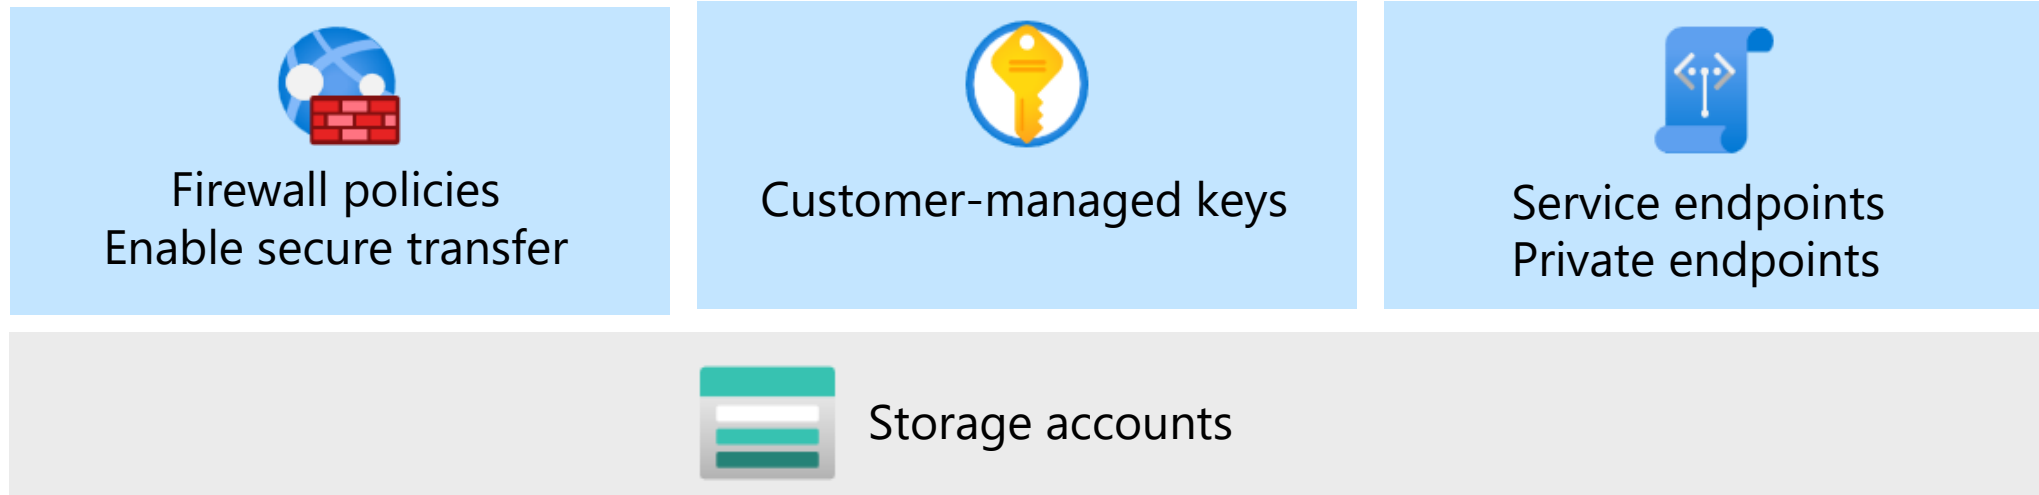 Firewall policies
Enable secure transfer
Customer-managed keys
Service endpoints
Private endpoints
Storage accounts